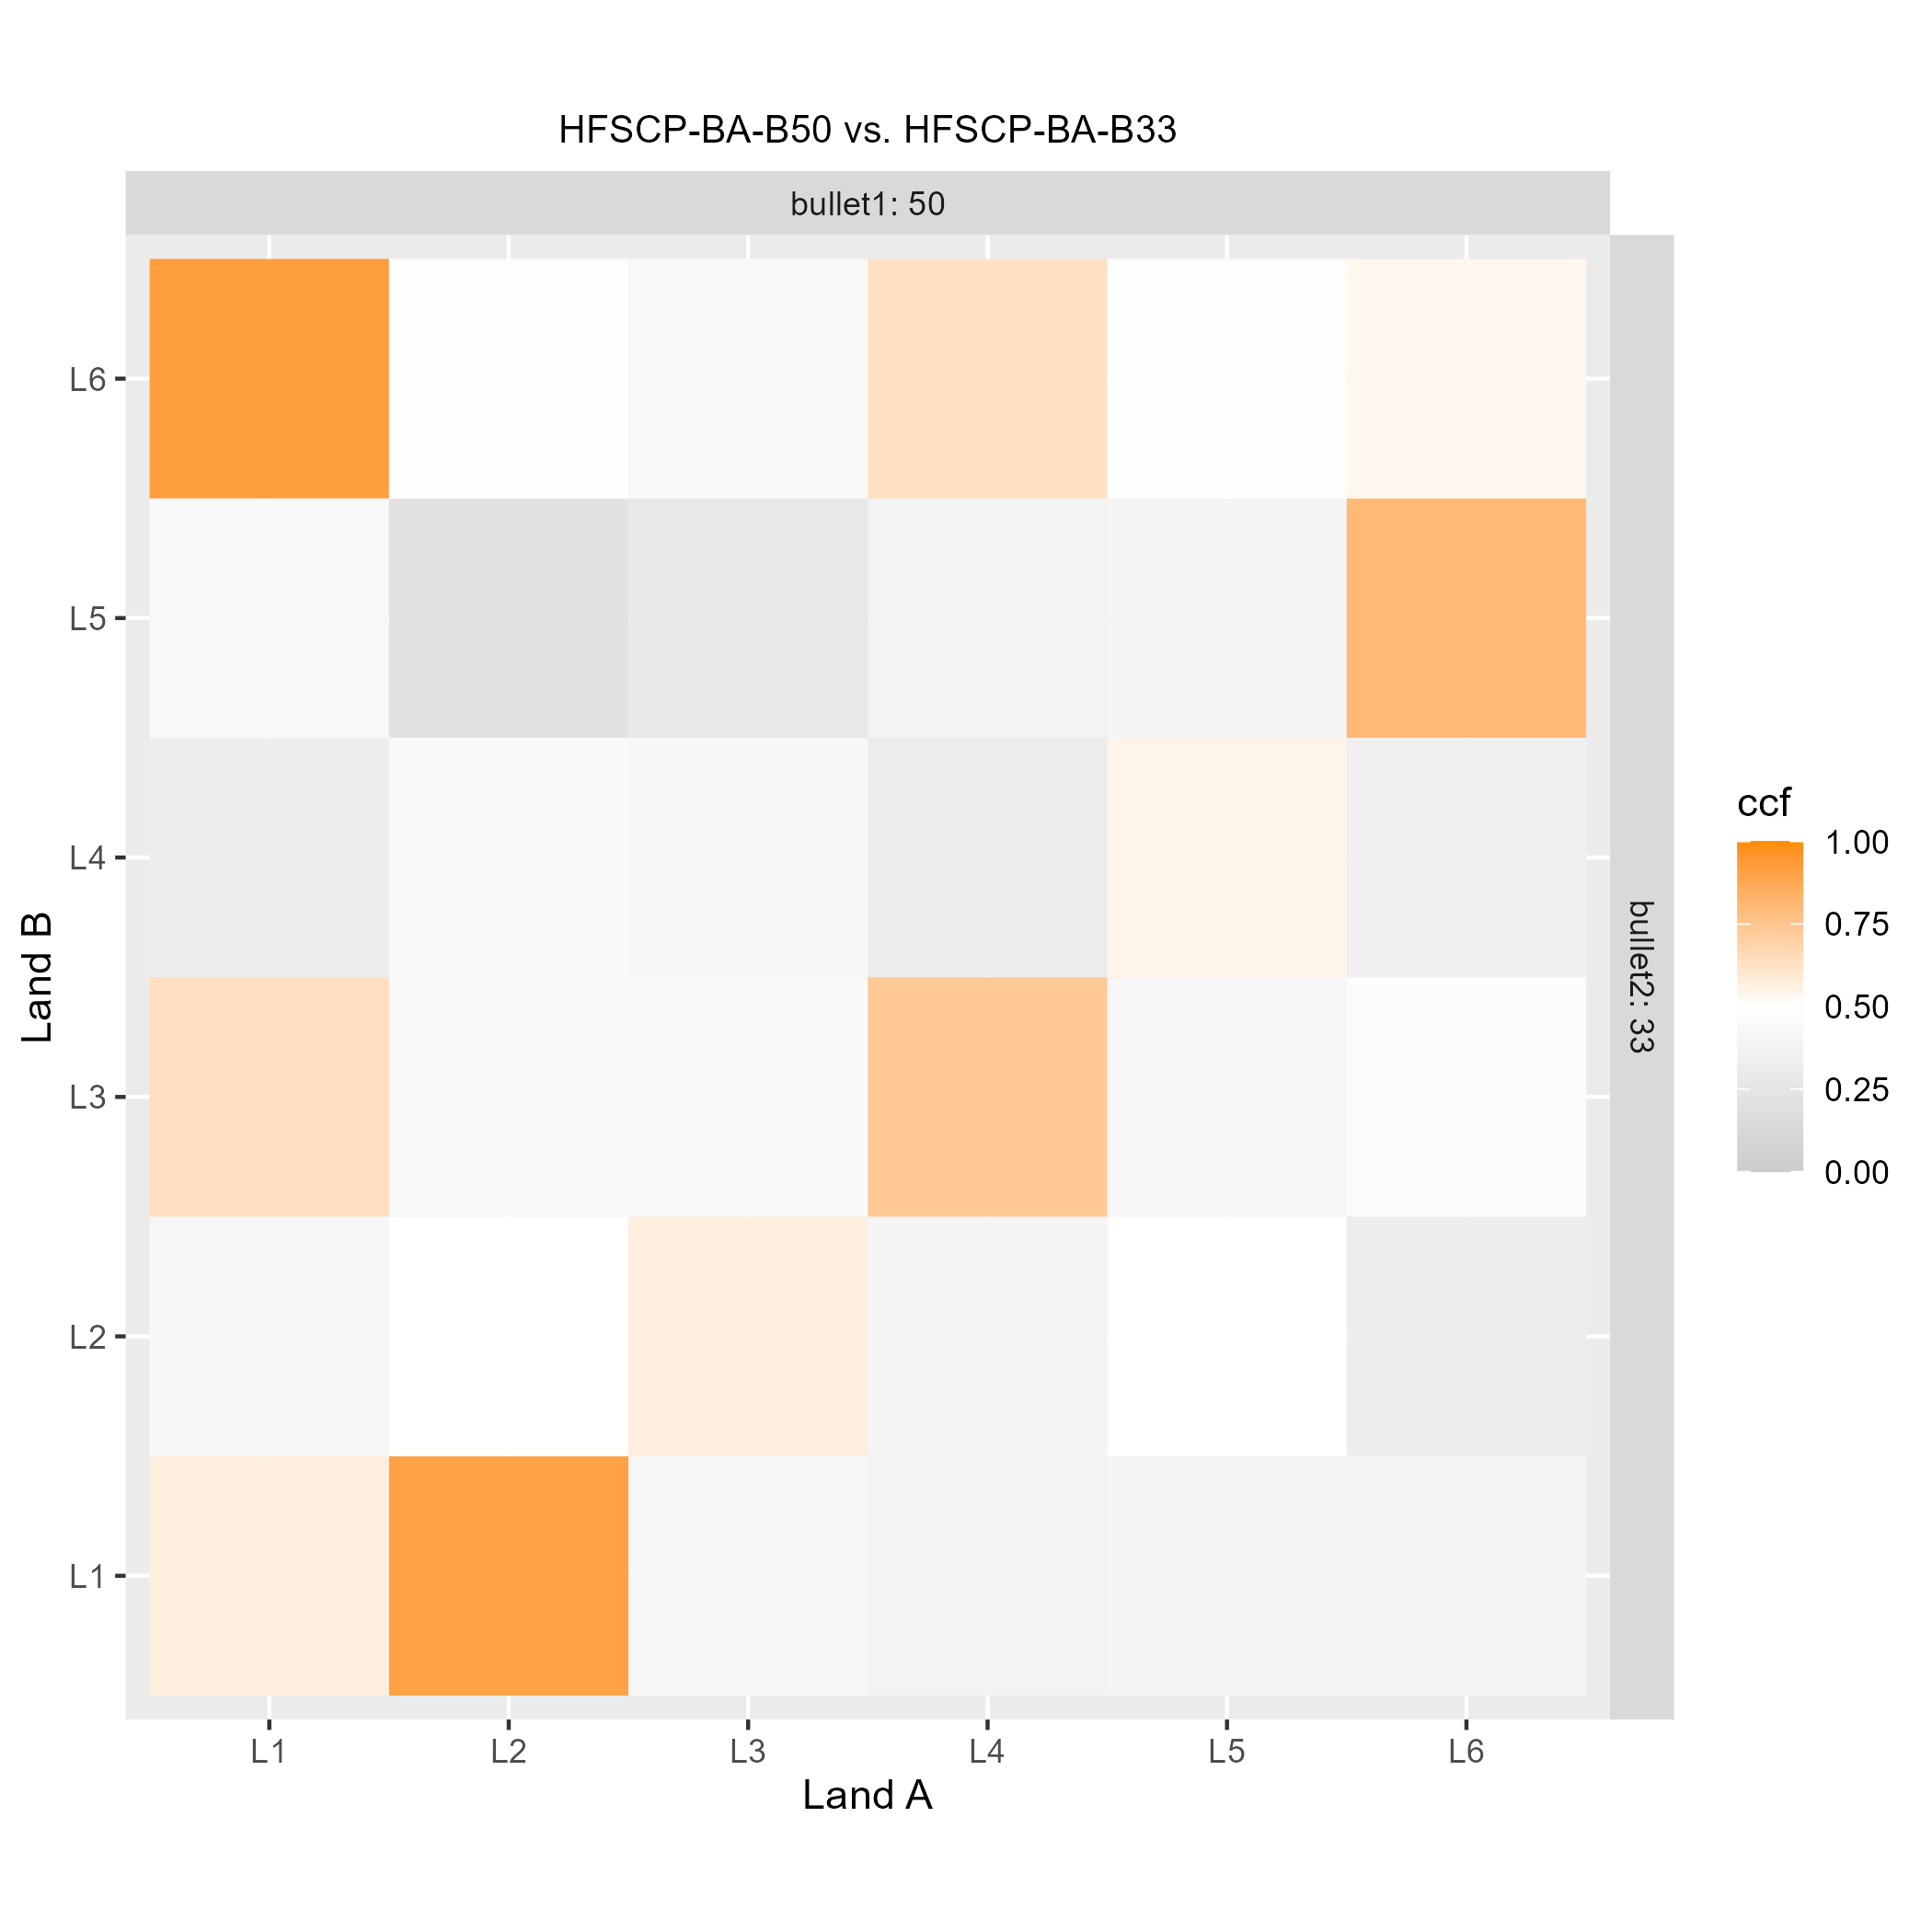 HFSCP-BA-B50 vs. HFSCP-BA-B33
bullet1: 50
L6
L5
L4
L3
L2
L1
Land B
bullet2: 33
L1 L2 L3 L4 L5 L6
Land A
ccf
1.00
0.75
0.50
0.25
0.00